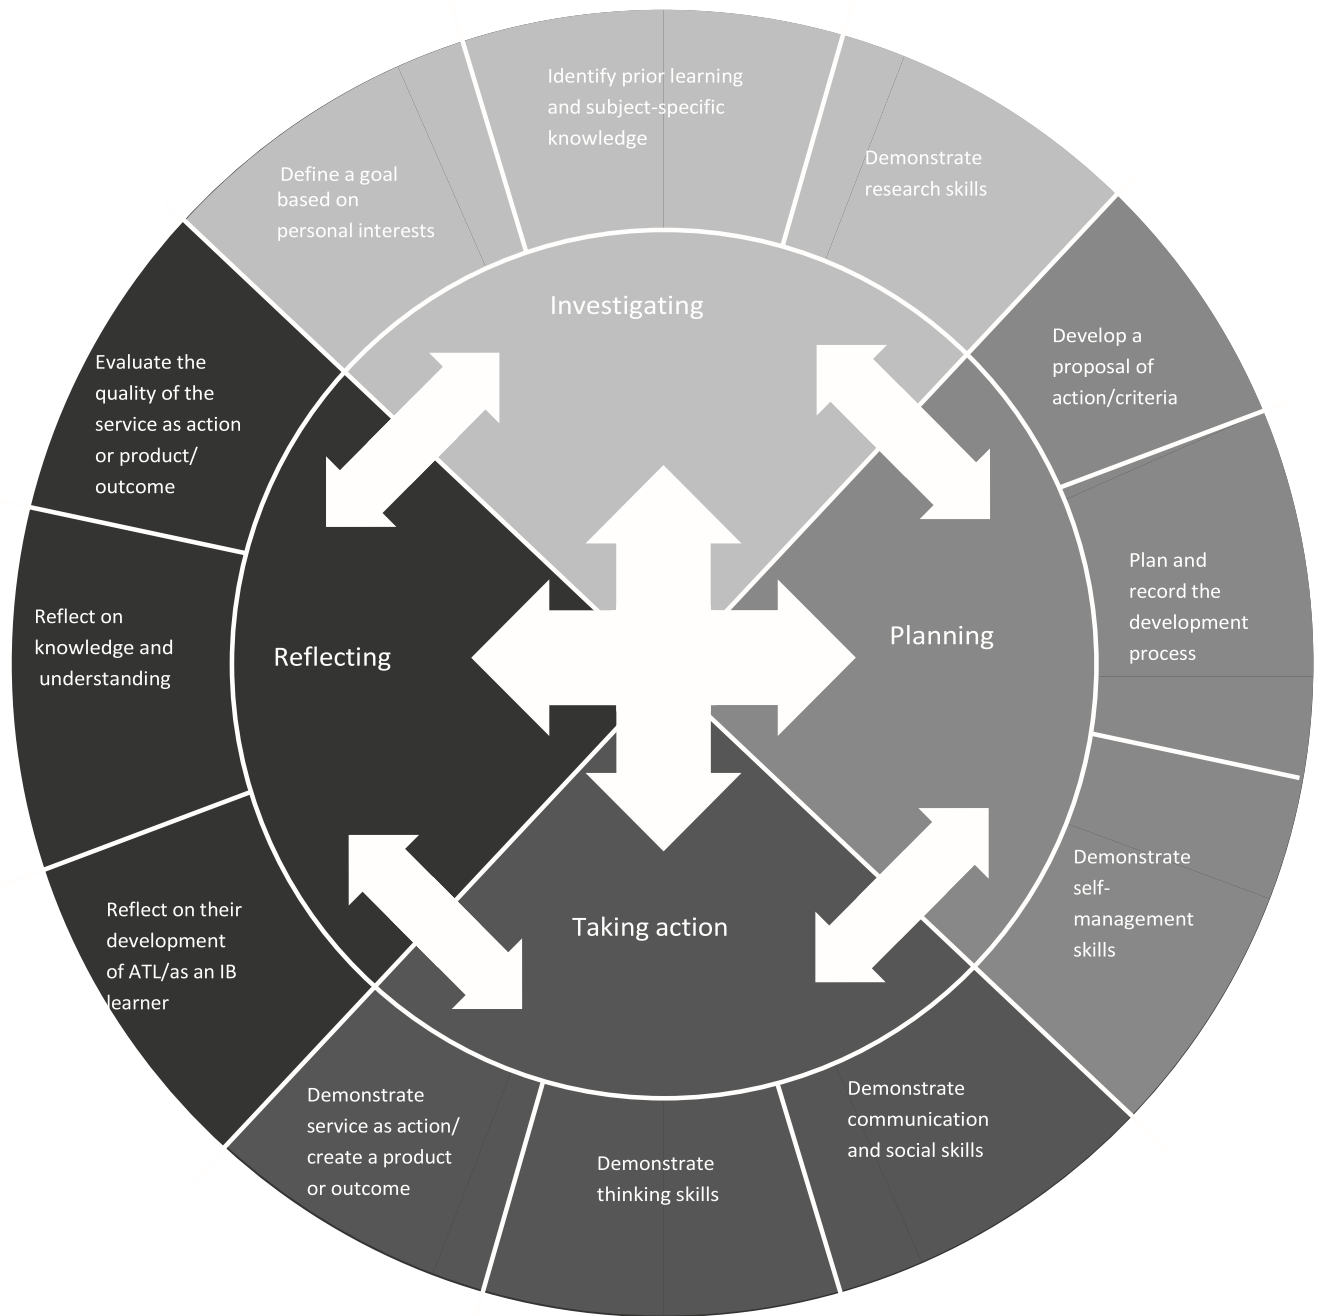 Identify prior learning
and subject-specific
knowledge
Demonstrate
research skills
Define a goal
based on
personal interests
Investigating
Develop a
proposal of
action/criteria
Evaluate the
quality of the
service as action
or product/
outcome
Plan and
record the
development
process
Planning
Reflect on
knowledge and
understanding
Reflecting
Demonstrate
self-
management
skills
Taking action
Reflect on their
development
of ATL/as an IB
learner
Demonstrate
communication
and social skills
Demonstrate
thinking skills
Demonstrate
service as action/
create a product
or outcome